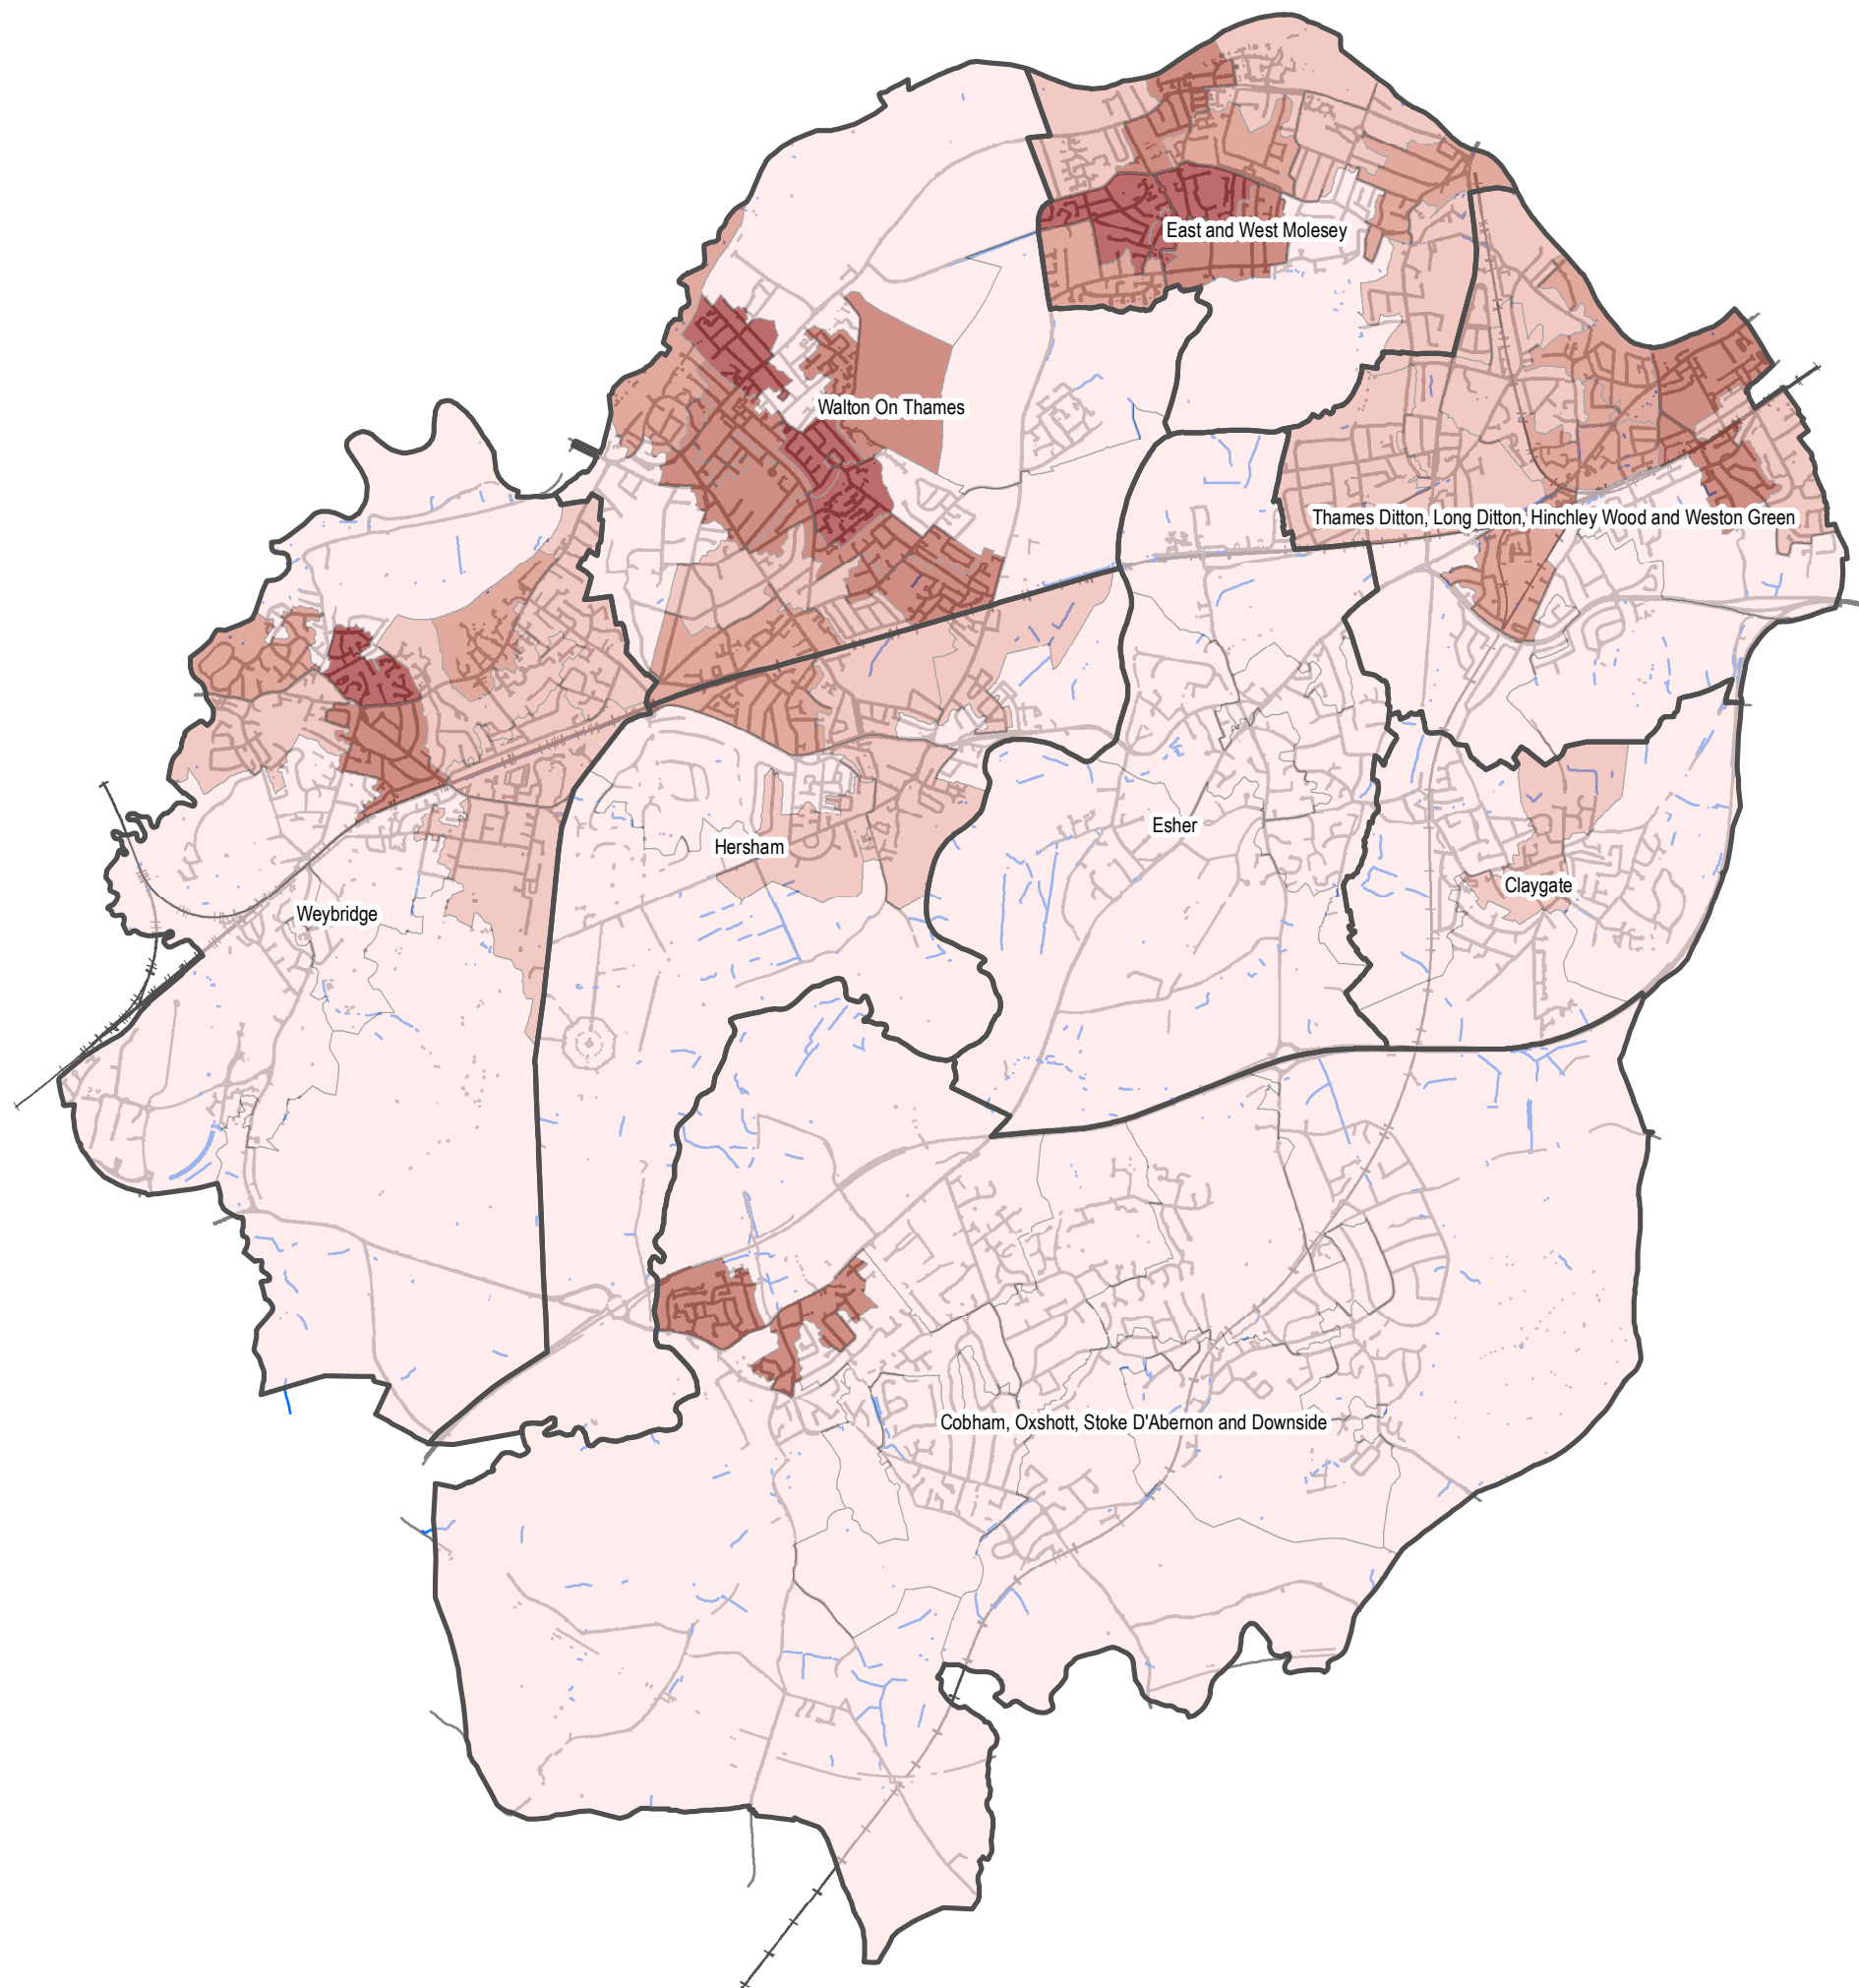 East and West Molesey
Walton On Thames
Thames Ditton, Long Ditton, Hinchley Wood and Weston Green
Esher
Hersham
Claygate
Weybridge
Cobham, Oxshott, Stoke D'Abernon and Downside